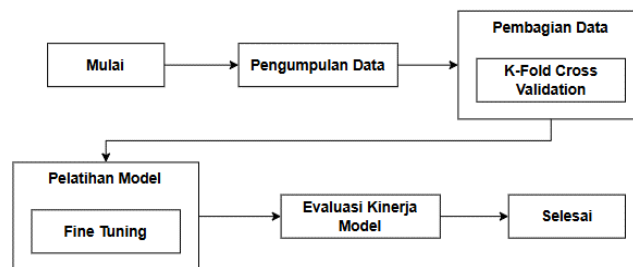 Mulai
Pengumpulan Data
Pembagian Data
K-Fold Cross
Validation
Pelatihan Model
Fine Tuning
Evaluasi Kinerja
Model
Selesai